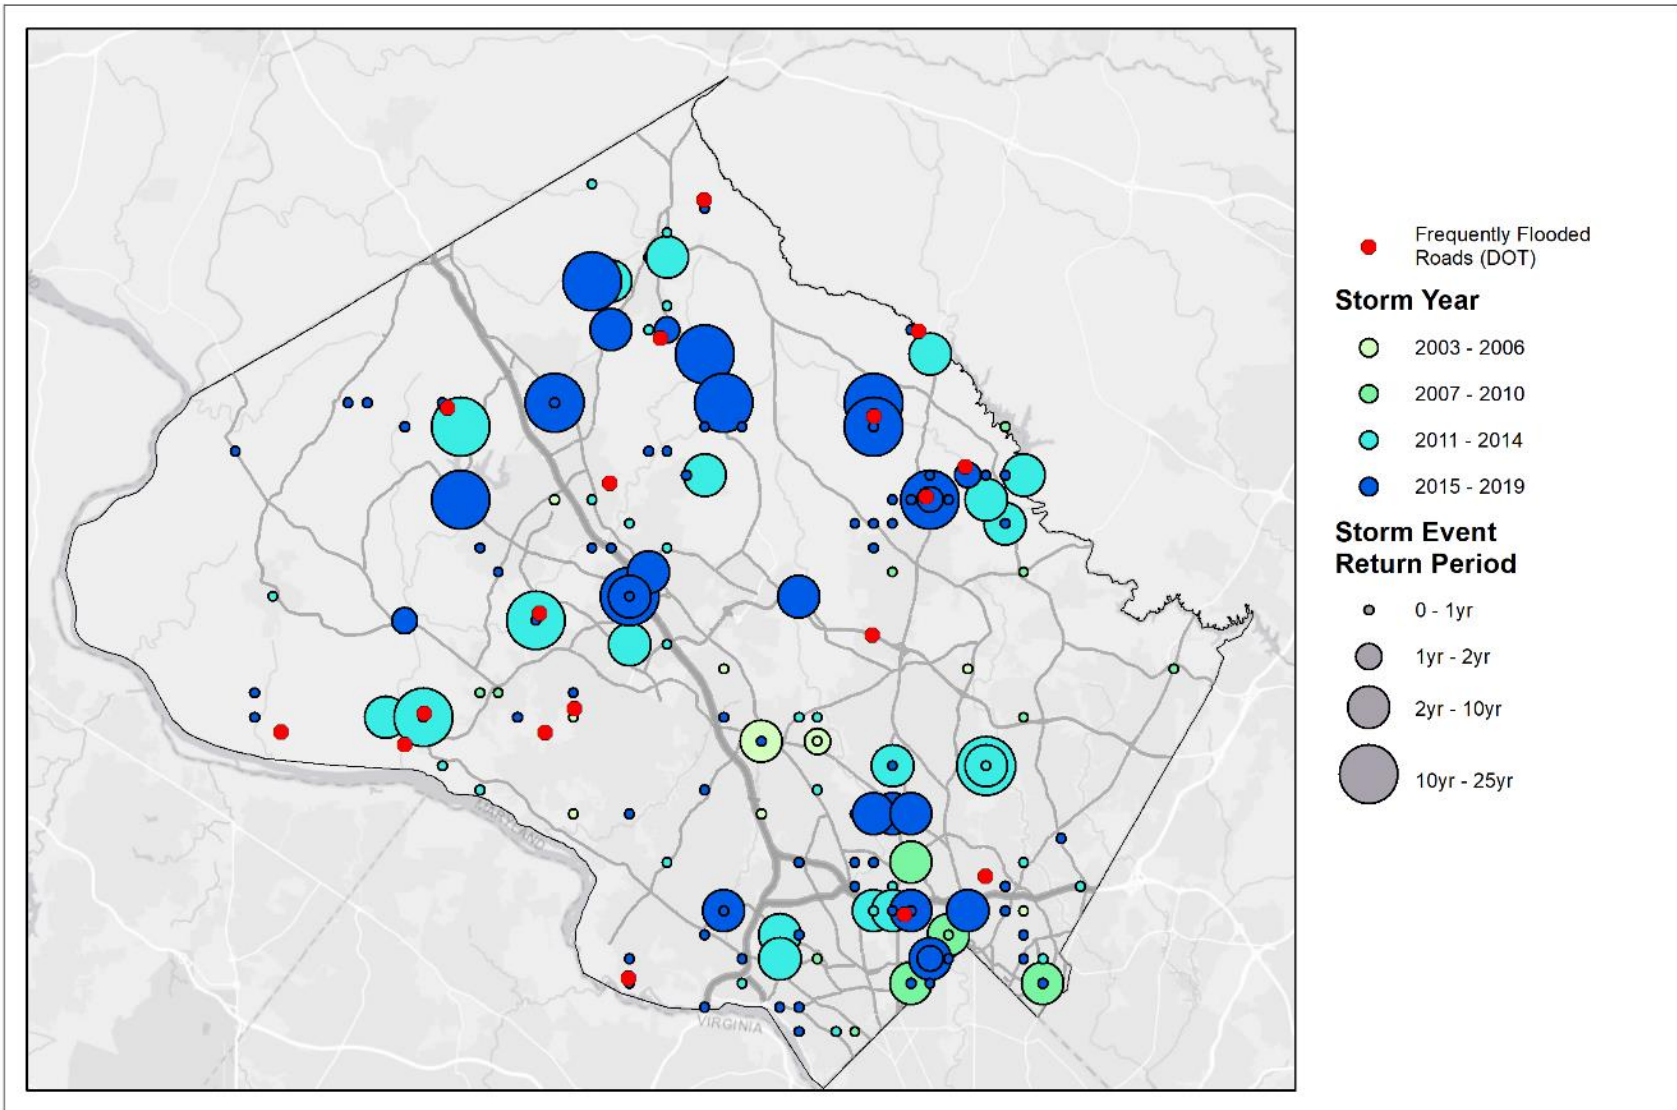 Frequently Flooded
Roads (DOT)
Storm Year
2003 - 2006
2007 - 2010
2011 - 2014
2015 - 2019
Storm Event
Return Period
0 - 1yr
1yr - 2yr
2yr - 10yr
10yr - 25yr
MARYLAND
VIRGINIA